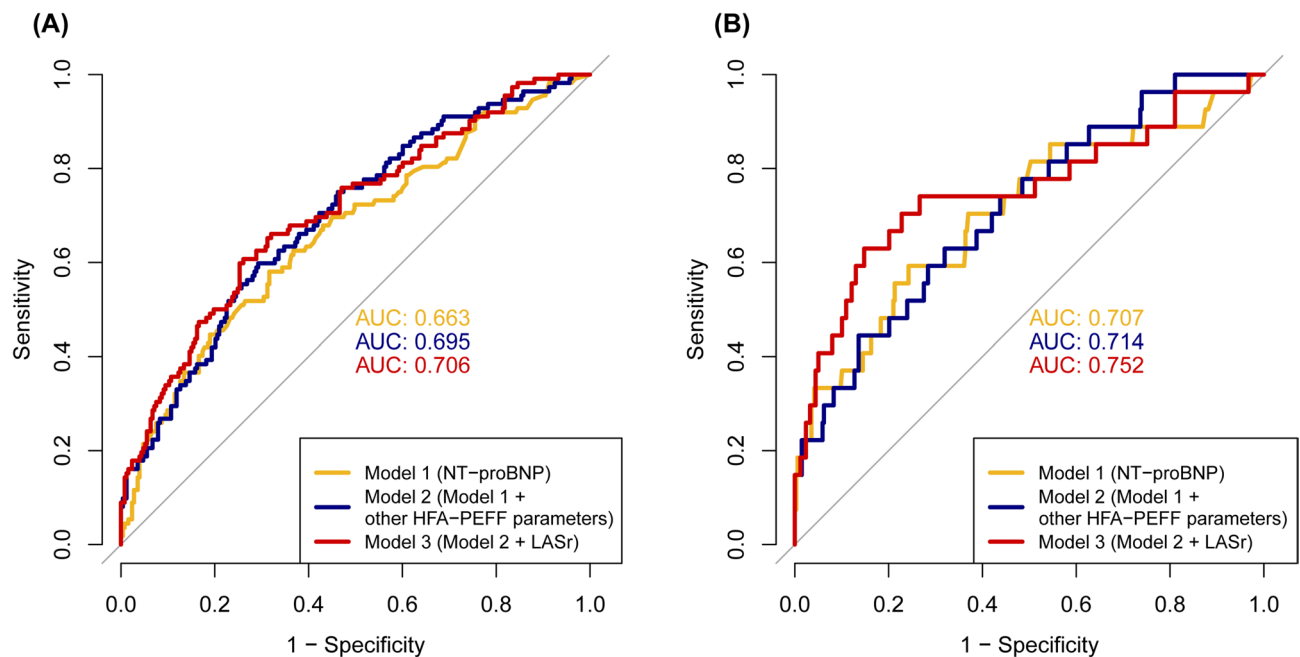 (A)
1.0
0.8
0.6
0.4
0.2
0.0
Sensitivity
AUC: 0.663
AUC: 0.695
AUC: 0.706
Model 1 (NT−proBNP)
Model 2 (Model 1 +
other HFA−PEFF parameters)
Model 3 (Model 2 + LASr)
0.0 0.2 0.4 0.6 0.8 1.0
1 − Specificity
(B)
1.0
0.8
0.6
0.4
0.2
0.0
Sensitivity
AUC: 0.707
AUC: 0.714
AUC: 0.752
Model 1 (NT−proBNP)
Model 2 (Model 1 +
other HFA−PEFF parameters)
Model 3 (Model 2 + LASr)
0.0 0.2 0.4 0.6 0.8 1.0
1 − Specificity